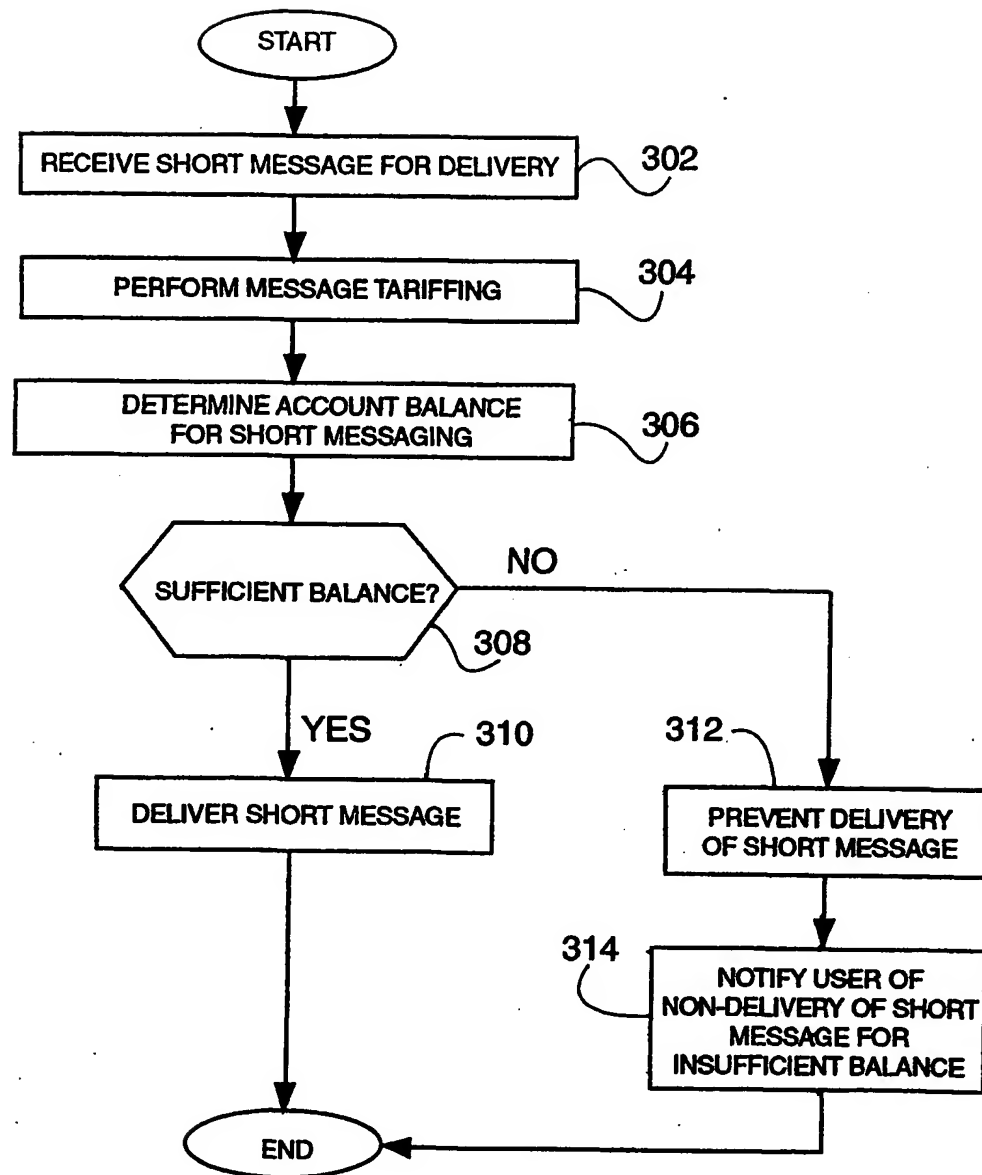 START
RECEIVE SHORT MESSAGE FOR DELIVERY
302
PERFORM MESSAGE TARIFFING
304
DETERMINE ACCOUNT BALANCE
FOR SHORT MESSAGING
306
SUFFICIENT BALANCE?
308
NO
YES
310
DELIVER SHORT MESSAGE
312
PREVENT DELIVERY
OF SHORT MESSAGE
314
NOTIFY USER OF
NON-DELIVERY OF SHORT
MESSAGE FOR
INSUFFICIENT BALANCE
END